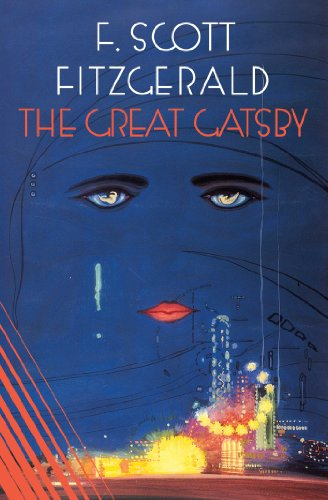 F. SCOTT
FITZGERALD
THE GREAT GATSBY